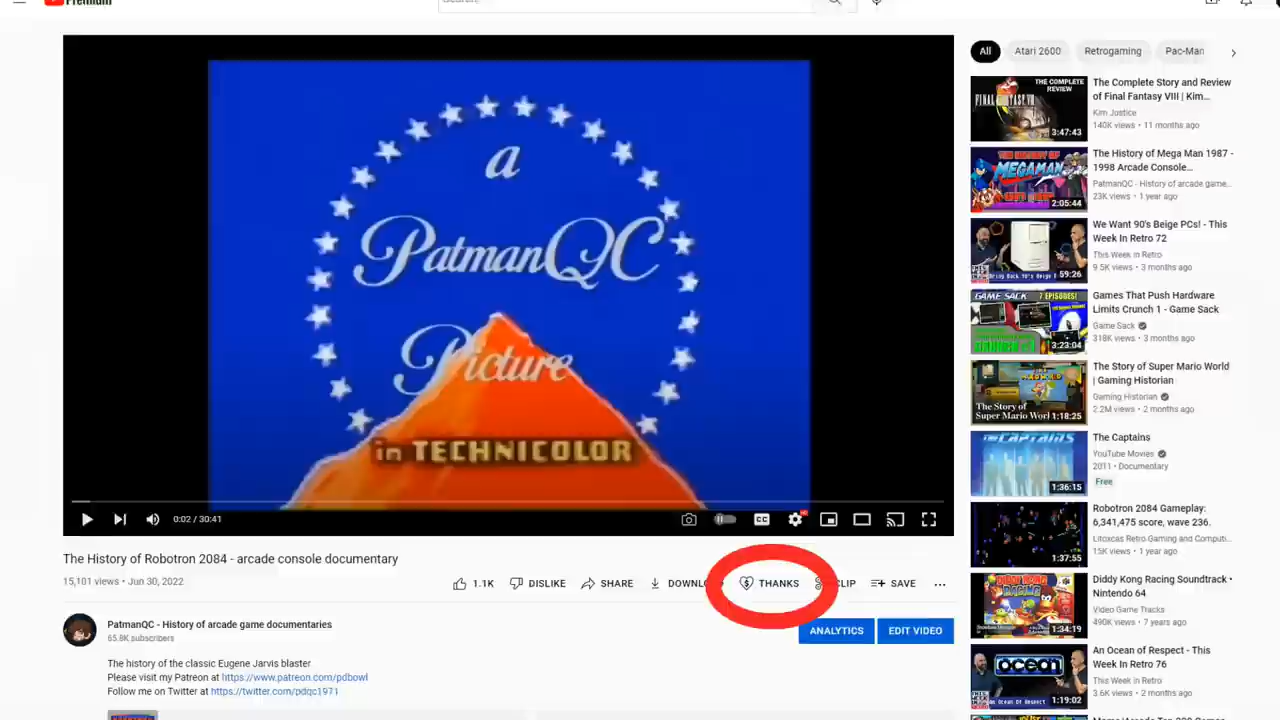 Premium
a
PatmanQC
Picture
in TECHNICOLOR
0:02 / 30:41
The History of Robotron 2084 - arcade console documentary
15,101 views • Jun 30, 2022
1.1K DISLIKE SHARE THANKS CLIP SAVE
PatmanQC - History of arcade game documentaries
65.8K subscribers
ANALYTICS EDIT VIDEO
The history of the classic Eugene Jarvis blaster
Please visit my Patreon at https://www.patreon.com/pdbowl
Follow me on Twitter at https://twitter.com/pdqc1971
All Atari 2600 Retrogaming Pac-Man
THE COMPLETE
REVIEW
FINAL FANTASY VIII
3:47:43
The Complete Story and Review
of Final Fantasy VIII | Kim...
Kim Justice
140K views • 11 months ago
MEGAMAN
2:05:44
The History of Mega Man 1987 -
1998 Arcade Console...
PatmanQC - History of arcade game...
23K views • 1 year ago
59:26
We Want 90's Beige PCs! - This
Week In Retro 72
This Week in Retro
9.5K views • 3 months ago
GAME SACK 7 EPISODES!
3:23:04
Games That Push Hardware
Limits Crunch 1 - Game Sack
Game Sack
318K views • 3 months ago
The Story of
Super Mario World
1:18:25
The Story of Super Mario World
| Gaming Historian
Gaming Historian
2.2M views • 2 months ago
THE CAPTAINS
1:36:15
The Captains
YouTube Movies
2011 • Documentary
Free
1:37:55
Robotron 2084 Gameplay:
6,341,475 score, wave 236.
Litoxcas Retro Gaming and Computi...
15K views • 1 year ago
DIDDY KONG
RACING
1:34:19
Diddy Kong Racing Soundtrack •
Nintendo 64
Video Game Tracks
490K views • 7 years ago
ocean
1:19:02
An Ocean of Respect - This
Week In Retro 76
This Week in Retro
3.6K views • 2 months ago